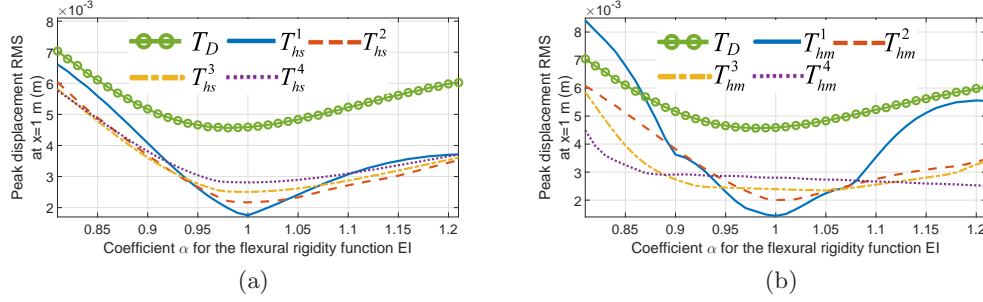 ×10⁻³
8
7
6
5
4
3
2
Peak displacement RMS
at x=1 m (m)
T_D T_hs^1 T_hs^2
T_hs^3 T_hs^4
0.85 0.9 0.95 1 1.05 1.1 1.15 1.2
Coefficient α for the flexural rigidity function EI
(a)
×10⁻³
8
7
6
5
4
3
2
Peak displacement RMS
at x=1 m (m)
T_D T_hm^1 T_hm^2
T_hm^3 T_hm^4
0.85 0.9 0.95 1 1.05 1.1 1.15 1.2
Coefficient α for the flexural rigidity function EI
(b)